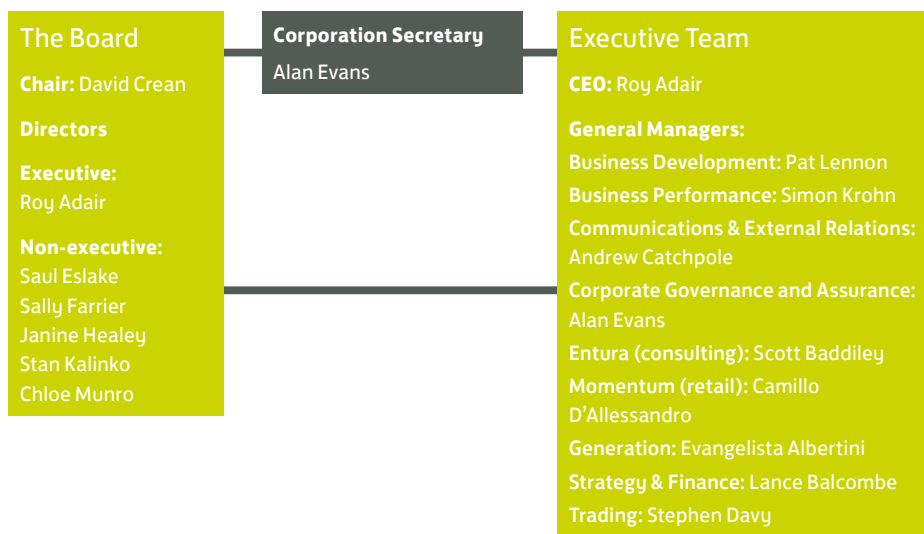 The Board
Chair: David Crean
Directors
Executive:
Roy Adair
Non-executive:
Saul Eslake
Sally Farrier
Janine Healey
Stan Kalinko
Chloe Munro
Corporation Secretary
Alan Evans
Executive Team
CEO: Roy Adair
General Managers:
Business Development: Pat Lennon
Business Performance: Simon Krohn
Communications & External Relations:
Andrew Catchpole
Corporate Governance and Assurance:
Alan Evans
Entura (consulting): Scott Baddiley
Momentum (retail): Camillo
D’Allessandro
Generation: Evangelista Albertini
Strategy & Finance: Lance Balcombe
Trading: Stephen Davy